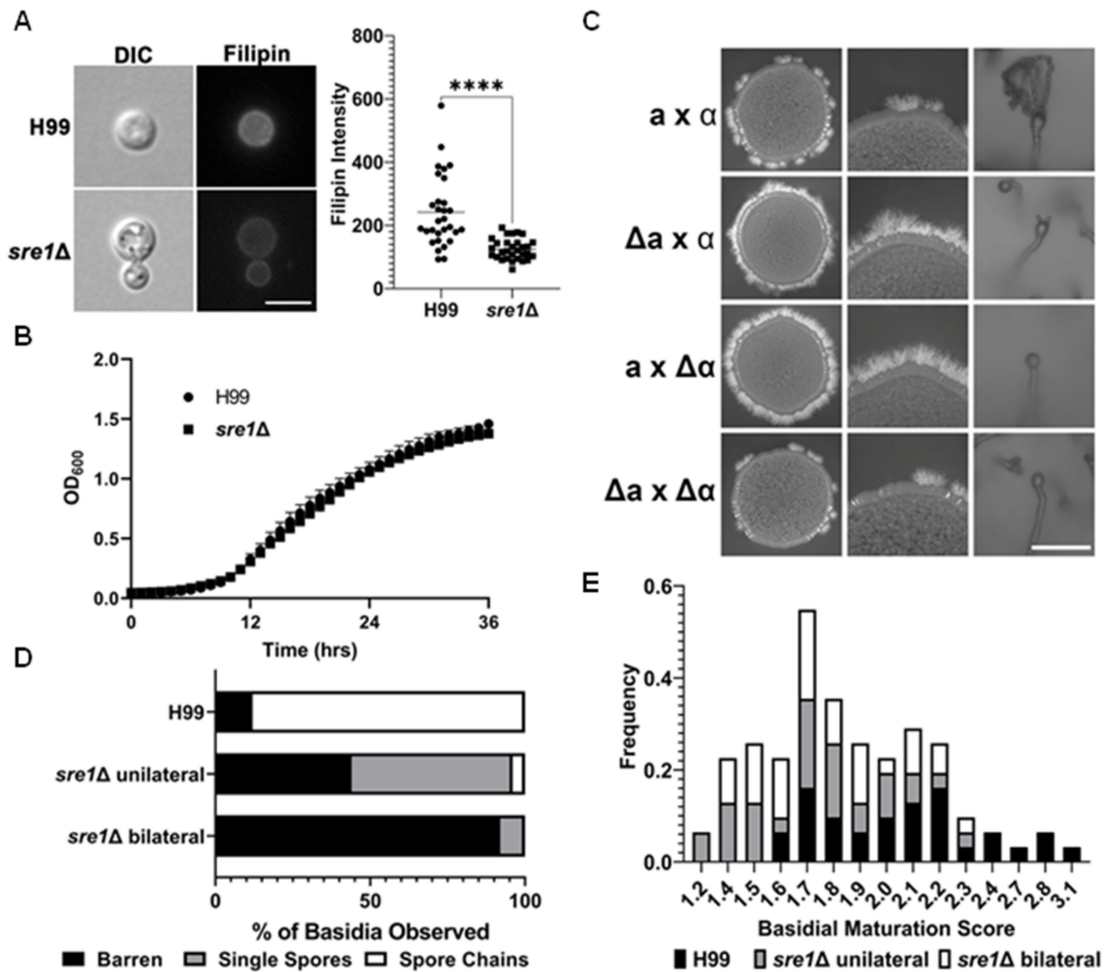 A
DIC
Filipin
H99
sre1Δ
800
600
400
200
0
Filipin Intensity
****
H99
sre1Δ
B
2.0
1.5
1.0
0.5
0.0
OD600
H99
sre1Δ
0
12
24
36
Time (hrs)
C
a x α
Δa x α
a x Δα
Δa x Δα
D
H99
sre1Δ unilateral
sre1Δ bilateral
0
50
100
% of Basidia Observed
Barren
Single Spores
Spore Chains
E
0.6
0.4
0.2
0.0
Frequency
1.2
1.4
1.5
1.6
1.7
1.8
1.9
2.0
2.1
2.2
2.3
2.4
2.7
2.8
3.1
Basidial Maturation Score
H99
sre1Δ unilateral
sre1Δ bilateral